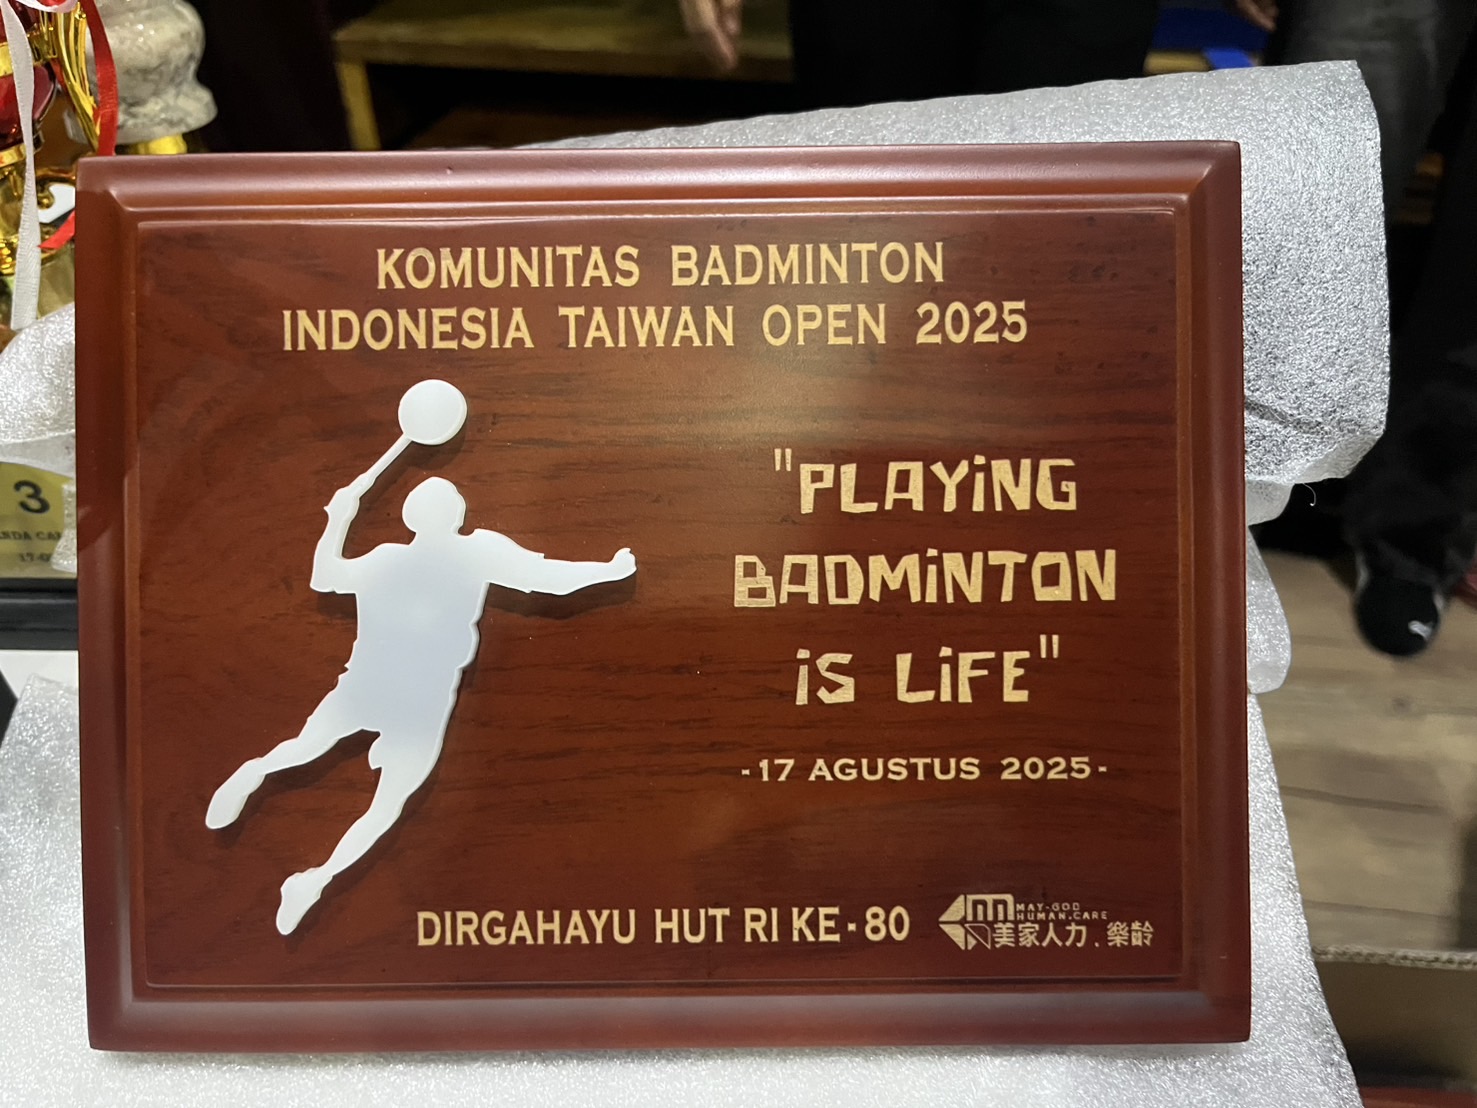 KOMUNITAS BADMINTON
INDONESIA TAIWAN OPEN 2025
"PLAYiNG
BADMiNTON
iS LiFE"
-17 AGUSTUS 2025-
DIRGAHAYU HUT RI KE-80
MAY-GOD
HUMAN.CARE
美家人力.樂齡
3